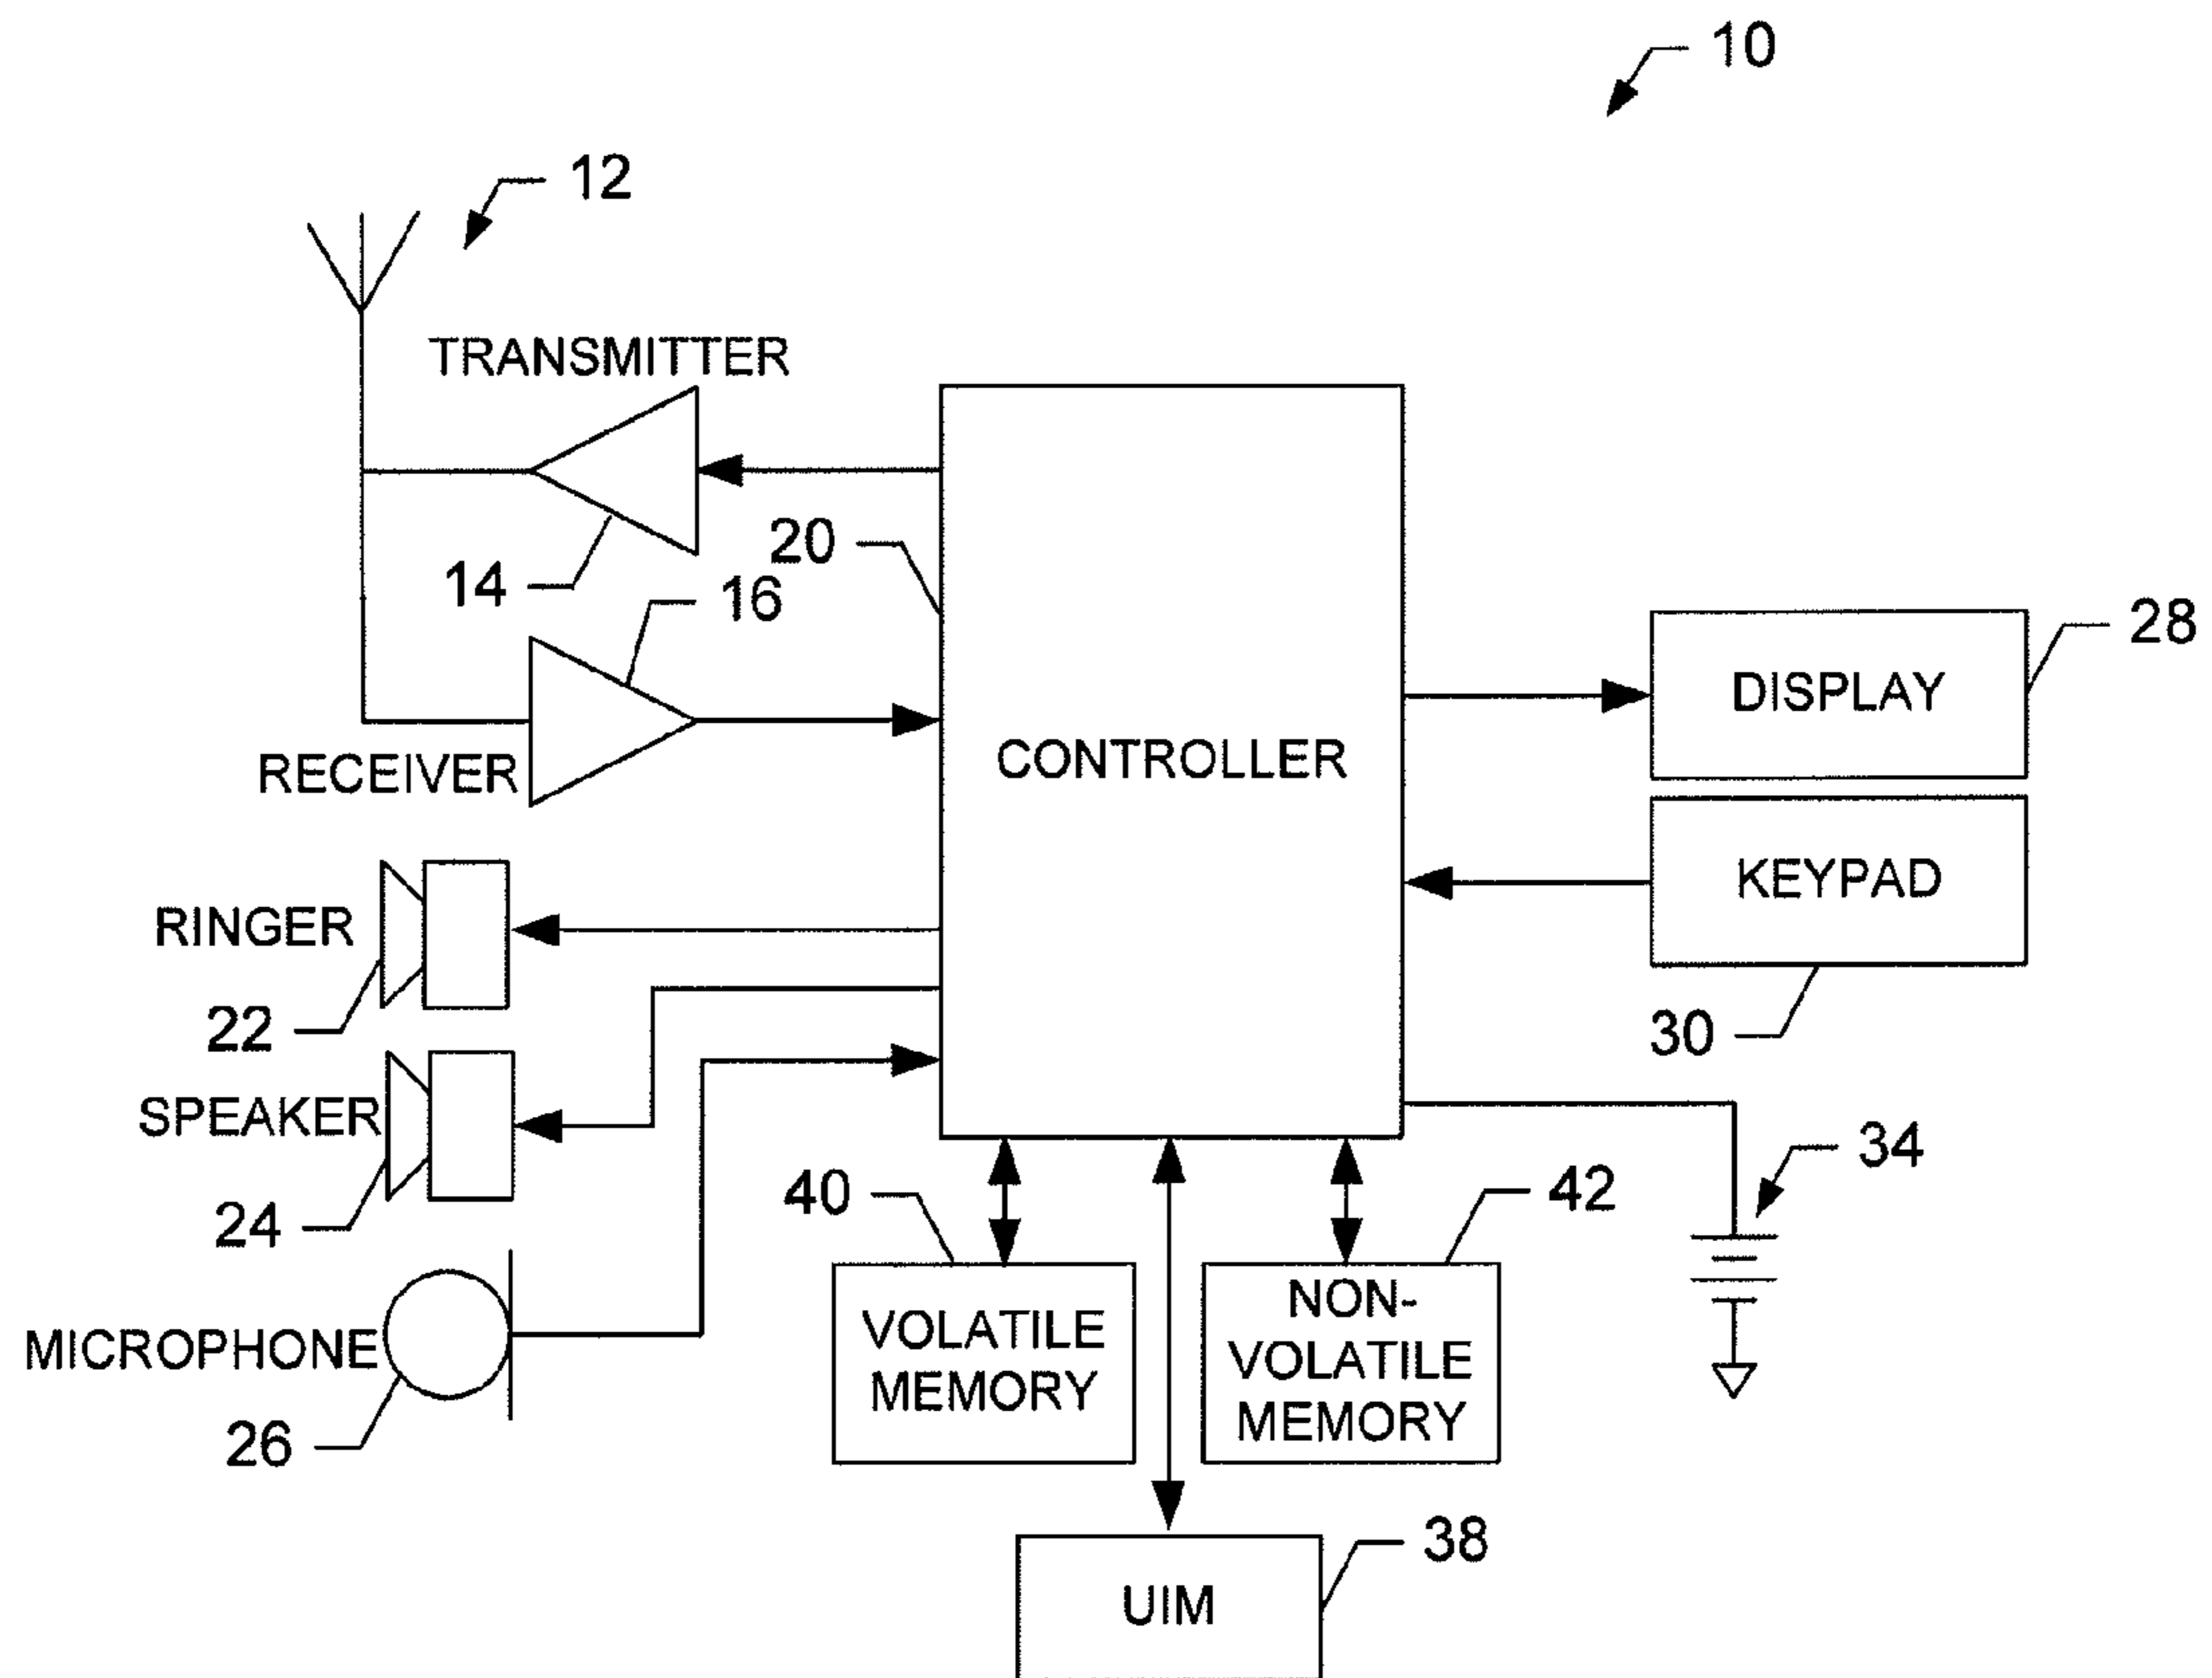 10
12
TRANSMITTER
14
16
20
RECEIVER
CONTROLLER
DISPLAY
28
KEYPAD
30
RINGER
22
SPEAKER
24
MICROPHONE
26
40
VOLATILE
MEMORY
42
NON-
VOLATILE
MEMORY
34
UIM
38